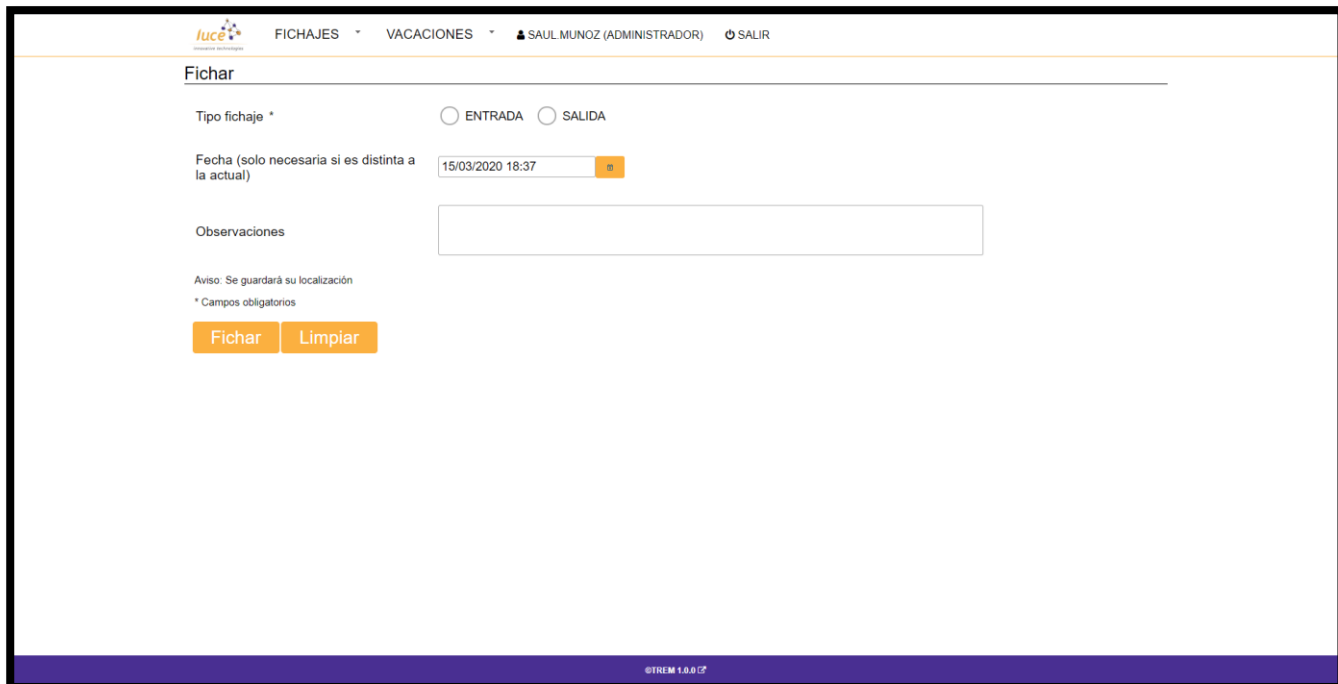 luce
innovative technologies
FICHAJES VACACIONES SAUL.MUNOZ (ADMINISTRADOR) SALIR
Fichar
Tipo fichaje * ENTRADA SALIDA
Fecha (solo necesaria si es distinta a
la actual)
15/03/2020 18:37
Observaciones
Aviso: Se guardará su localización
* Campos obligatorios
Fichar Limpiar
©TREM 1.0.0